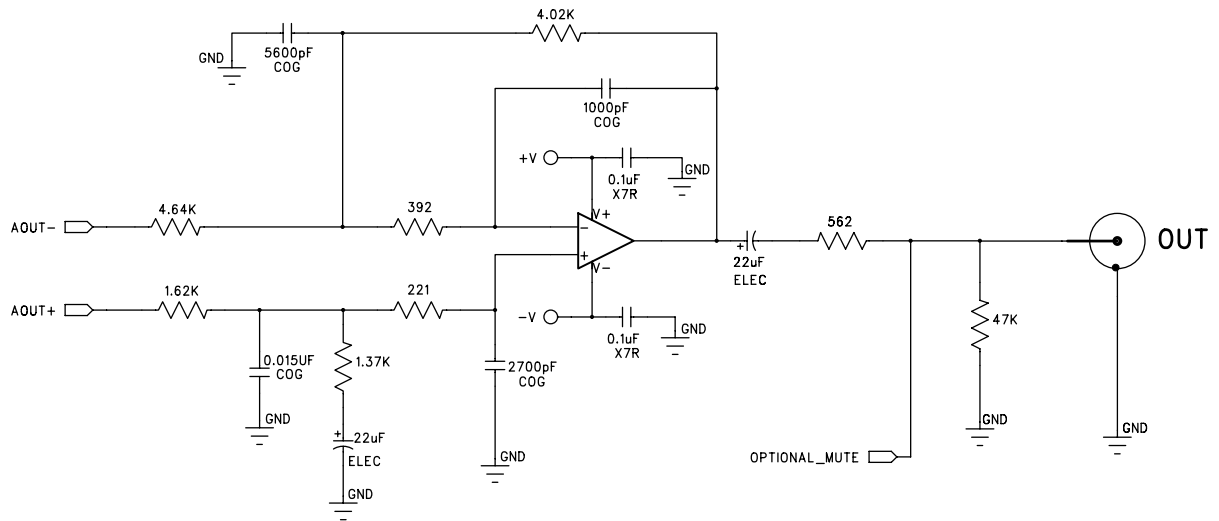 4.02K
GND
5600pF
COG
1000pF
COG
+V
GND
0.1uF
X7R
4.64K
392
AOUT-
V+
-
+
V-
562
OUT
+
22uF
ELEC
1.62K
221
AOUT+
-V
GND
0.1uF
X7R
47K
0.015UF
COG
1.37K
2700pF
COG
GND
+
22uF
ELEC
GND
GND
GND
GND
OPTIONAL_MUTE